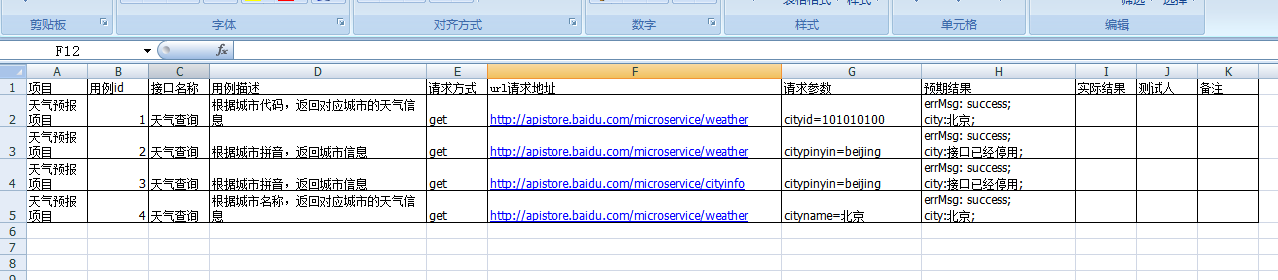 剪贴板 字体 对齐方式 数字 样式 单元格 编辑
F12 fx
A B C D E F G H I J K
1 项目 用例id 接口名称 用例描述 请求方式 url请求地址 请求参数 预期结果 实际结果 测试人 备注
天气预报 根据城市代码，返回对应城市的天气信 errMsg: success;
2 项目 1 天气查询 息 get http://apistore.baidu.com/microservice/weather cityid=101010100 city:北京;
天气预报 errMsg: success;
3 项目 2 天气查询 根据城市拼音，返回城市信息 get http://apistore.baidu.com/microservice/weather citypinyin=beijing city:接口已经停用;
天气预报 errMsg: success;
4 项目 3 天气查询 根据城市拼音，返回城市信息 get http://apistore.baidu.com/microservice/cityinfo citypinyin=beijing city:接口已经停用;
天气预报 根据城市名称，返回对应城市的天气信 errMsg: success;
5 项目 4 天气查询 息 get http://apistore.baidu.com/microservice/weather cityname=北京 city:北京;
6
7
8